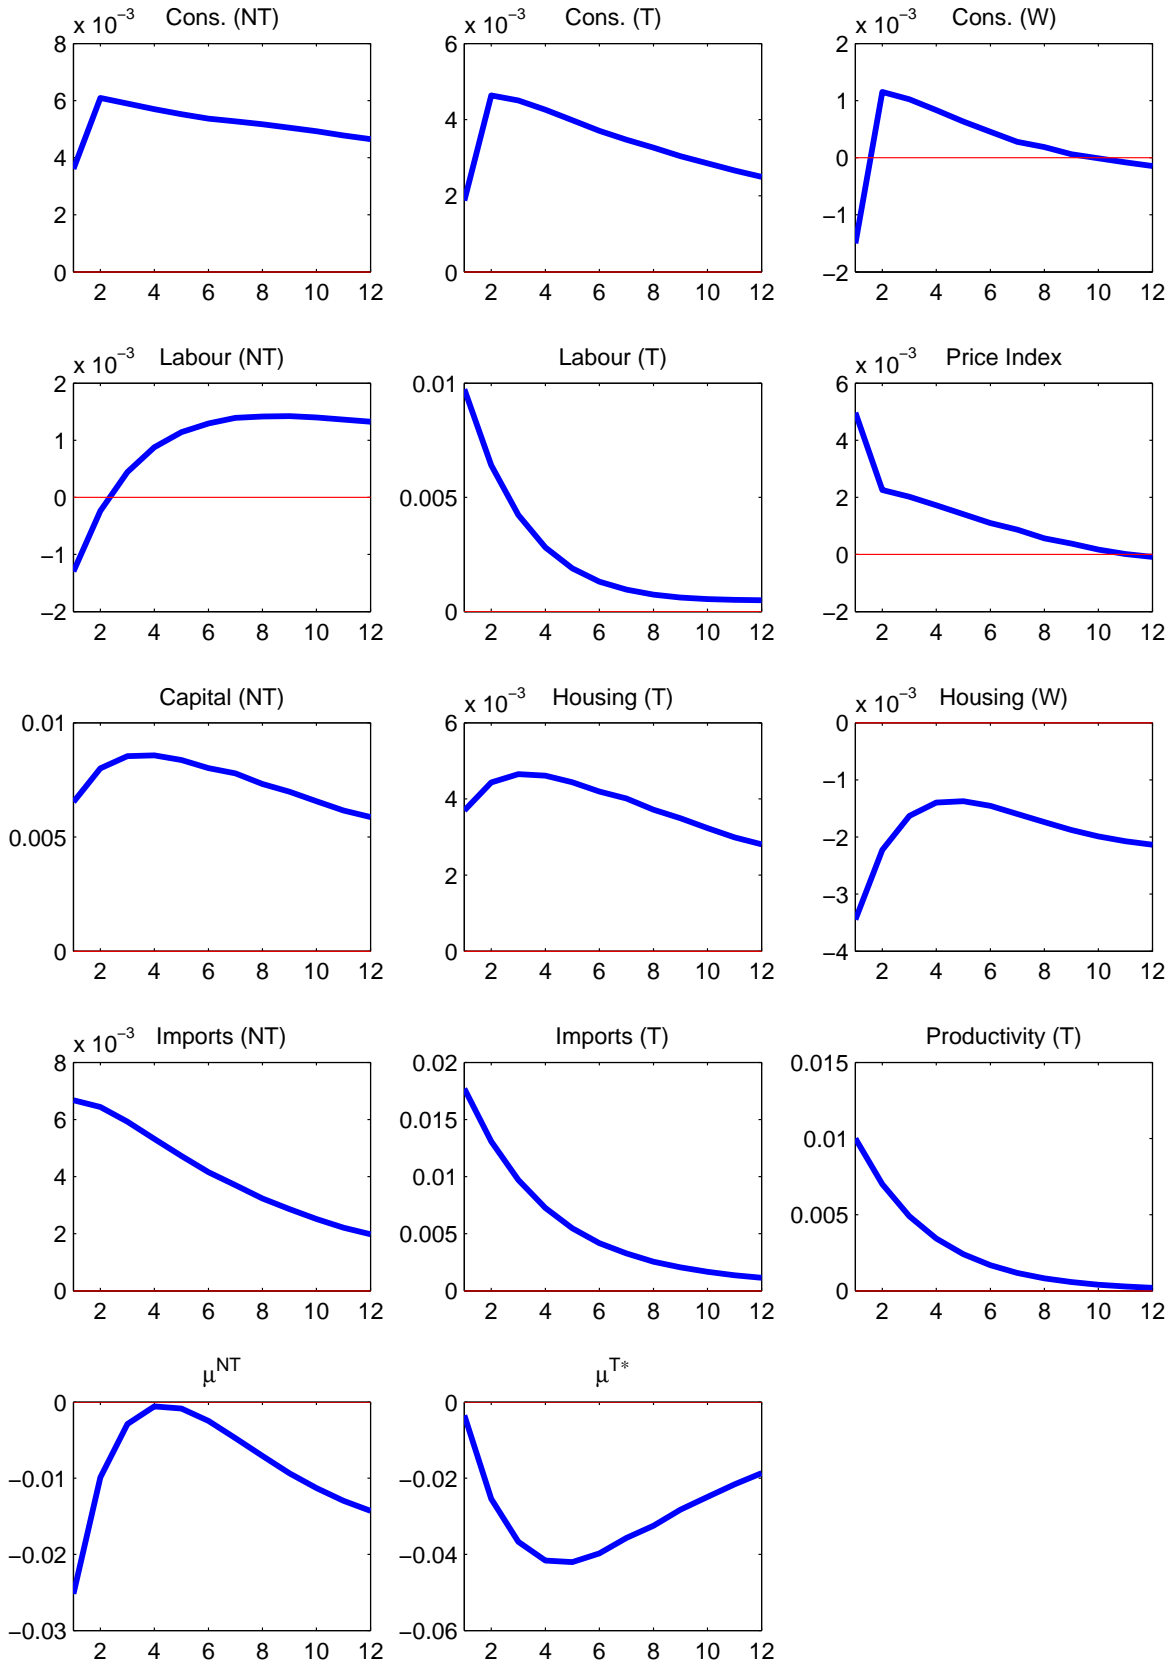 x 10−3 Cons. (NT)
8
6
4
2
0
2 4 6 8 10 12
x 10−3 Cons. (T)
6
4
2
0
2 4 6 8 10 12
x 10−3 Cons. (W)
2
1
0
−1
−2
2 4 6 8 10 12
x 10−3 Labour (NT)
2
1
0
−1
−2
2 4 6 8 10 12
Labour (T)
0.01
0.005
0
2 4 6 8 10 12
x 10−3 Price Index
6
4
2
0
−2
2 4 6 8 10 12
Capital (NT)
0.01
0.005
0
2 4 6 8 10 12
x 10−3 Housing (T)
6
4
2
0
2 4 6 8 10 12
x 10−3 Housing (W)
0
−1
−2
−3
−4
2 4 6 8 10 12
x 10−3 Imports (NT)
8
6
4
2
0
2 4 6 8 10 12
Imports (T)
0.02
0.015
0.01
0.005
0
2 4 6 8 10 12
Productivity (T)
0.015
0.01
0.005
0
2 4 6 8 10 12
μNT
0
−0.01
−0.02
−0.03
2 4 6 8 10 12
μT*
0
−0.02
−0.04
−0.06
2 4 6 8 10 12